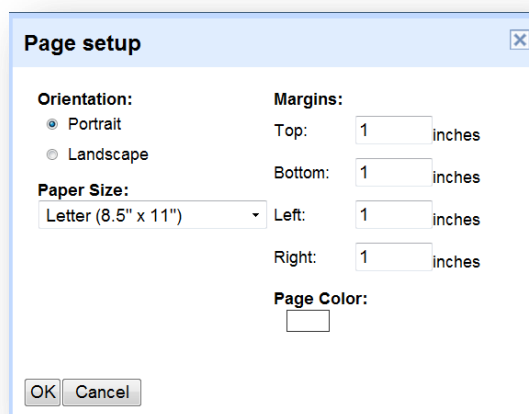 Page setup
Orientation:
Portrait
Landscape
Paper Size:
Letter (8.5" x 11")
Margins:
Top: 1 inches
Bottom: 1 inches
Left: 1 inches
Right: 1 inches
Page Color:
OK Cancel